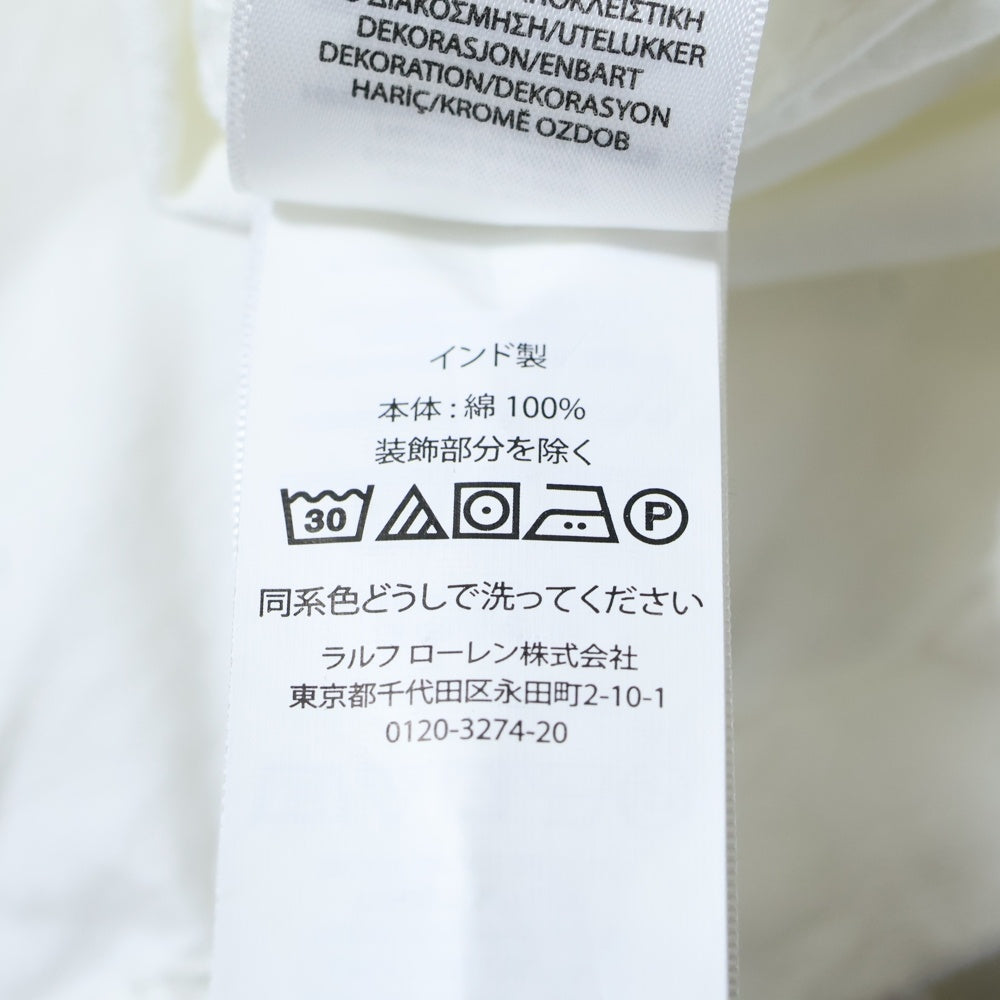 ΔΙΑΚΟΣΜΗΣΗ/UTELUKKER
DEKORASJON/ENBART
DEKORATION/DEKORASYON
HARİÇ/KROMĚ OZDOB
インド製
本体 : 綿 100%
装飾部分を除く
30 P
同系色どうしで洗ってください
ラルフ ローレン株式会社
東京都千代田区永田町2-10-1
0120-3274-20